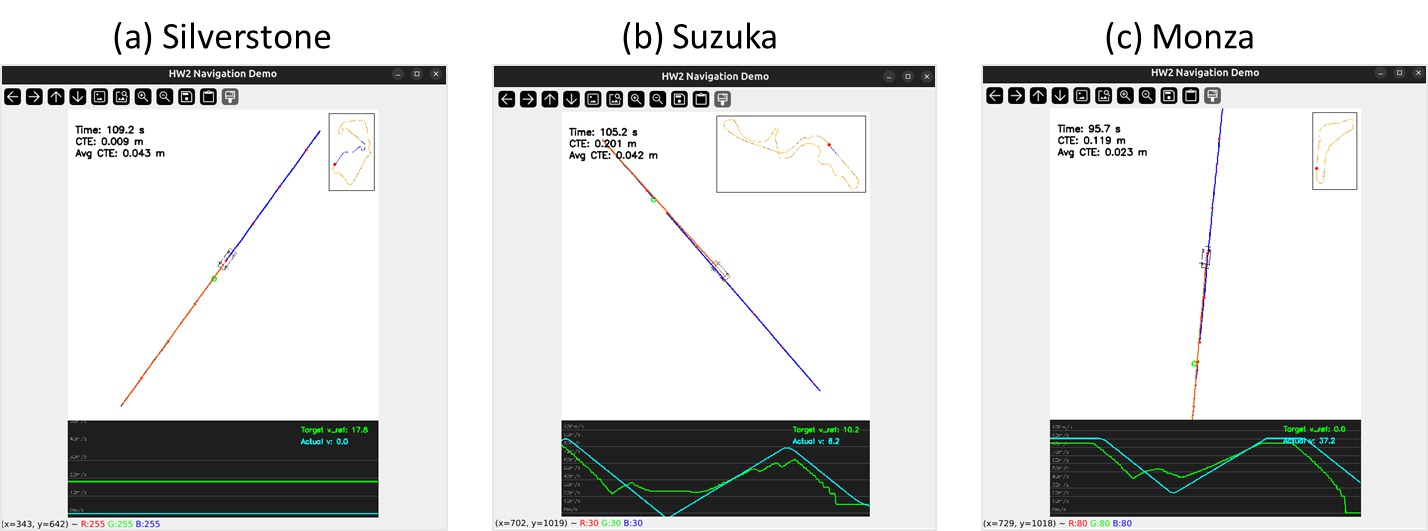 (a) Silverstone
HW2 Navigation Demo
Time: 109.2 s
CTE: 0.009 m
Avg CTE: 0.043 m
Target v_ref: 17.8
Actual v: 0.0
(x=343, y=642) ~ R:255 G:255 B:255
(b) Suzuka
HW2 Navigation Demo
Time: 105.2 s
CTE: 0.201 m
Avg CTE: 0.042 m
Target v_ref: 10.2
Actual v: 8.2
(x=702, y=1019) ~ R:30 G:30 B:30
(c) Monza
HW2 Navigation Demo
Time: 95.7 s
CTE: 0.119 m
Avg CTE: 0.023 m
Target v_ref: 0.0
Actual v: 37.2
(x=729, y=1018) ~ R:80 G:80 B:80